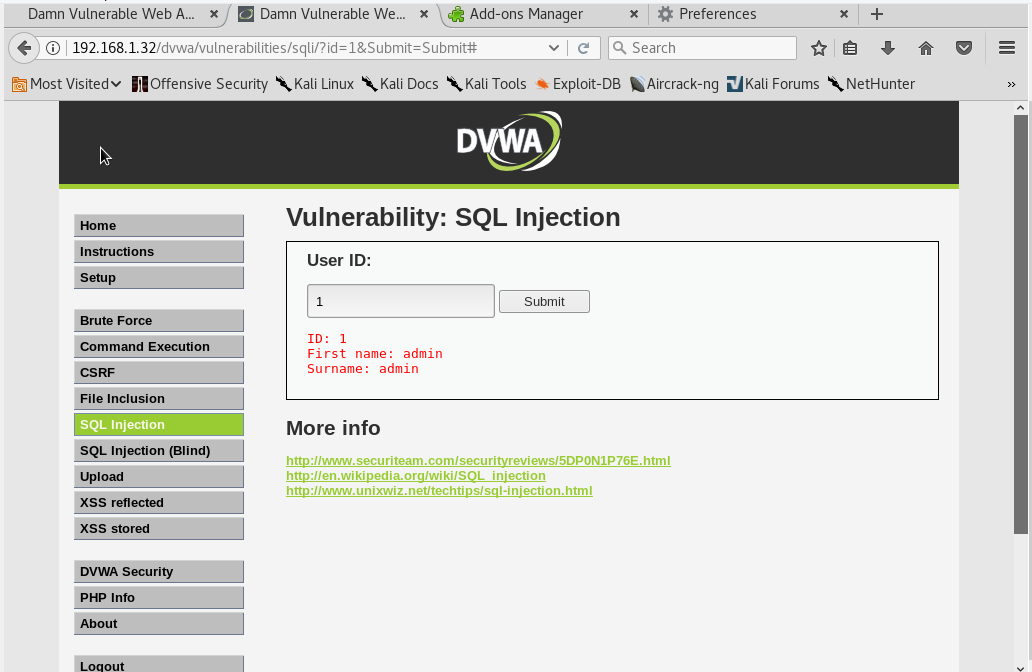 Damn Vulnerable Web A... Damn Vulnerable We... Add-ons Manager Preferences
192.168.1.32/dvwa/vulnerabilities/sqli/?id=1&Submit=Submit# Search
Most Visited Offensive Security Kali Linux Kali Docs Kali Tools Exploit-DB Aircrack-ng Kali Forums NetHunter »
DVWA
Home
Instructions
Setup
Brute Force
Command Execution
CSRF
File Inclusion
SQL Injection
SQL Injection (Blind)
Upload
XSS reflected
XSS stored
DVWA Security
PHP Info
About
Logout
Vulnerability: SQL Injection
User ID:
1 Submit
ID: 1
First name: admin
Surname: admin
More info
http://www.securiteam.com/securityreviews/5DP0N1P76E.html
http://en.wikipedia.org/wiki/SQL_injection
http://www.unixwiz.net/techtips/sql-injection.html